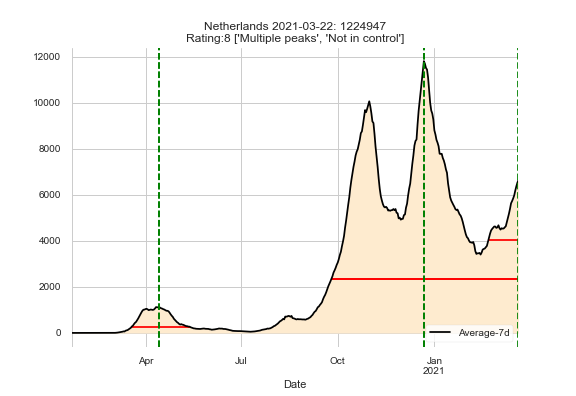 Netherlands 2021-03-22: 1224947
Rating:8 ['Multiple peaks', 'Not in control']
12000
10000
8000
6000
4000
2000
0
Average-7d
Apr
Jul
Oct
Jan
2021
Date